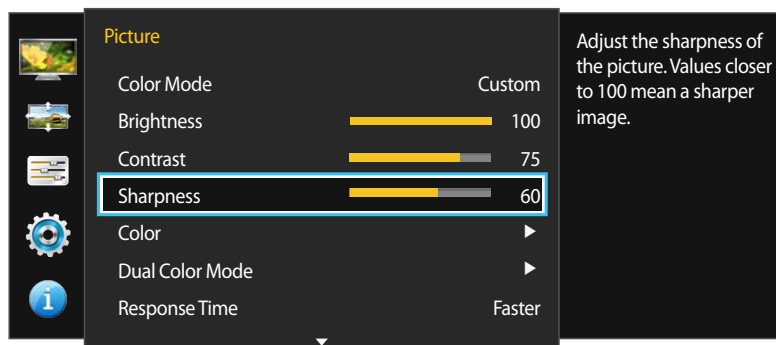 Picture
Color Mode Custom
Brightness 100
Contrast 75
Sharpness 60
Color
Dual Color Mode
Response Time Faster
Adjust the sharpness of
the picture. Values closer
to 100 mean a sharper
image.
i